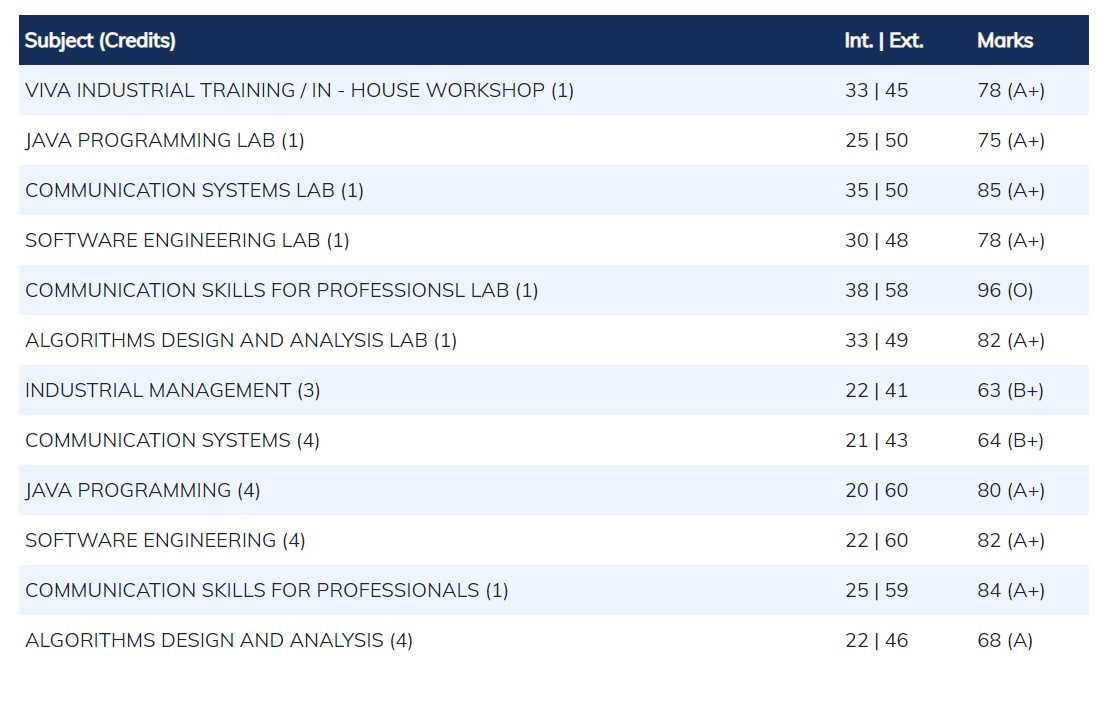 Subject (Credits) Int. | Ext. Marks
VIVA INDUSTRIAL TRAINING / IN - HOUSE WORKSHOP (1) 33 | 45 78 (A+)
JAVA PROGRAMMING LAB (1) 25 | 50 75 (A+)
COMMUNICATION SYSTEMS LAB (1) 35 | 50 85 (A+)
SOFTWARE ENGINEERING LAB (1) 30 | 48 78 (A+)
COMMUNICATION SKILLS FOR PROFESSIONSL LAB (1) 38 | 58 96 (O)
ALGORITHMS DESIGN AND ANALYSIS LAB (1) 33 | 49 82 (A+)
INDUSTRIAL MANAGEMENT (3) 22 | 41 63 (B+)
COMMUNICATION SYSTEMS (4) 21 | 43 64 (B+)
JAVA PROGRAMMING (4) 20 | 60 80 (A+)
SOFTWARE ENGINEERING (4) 22 | 60 82 (A+)
COMMUNICATION SKILLS FOR PROFESSIONALS (1) 25 | 59 84 (A+)
ALGORITHMS DESIGN AND ANALYSIS (4) 22 | 46 68 (A)